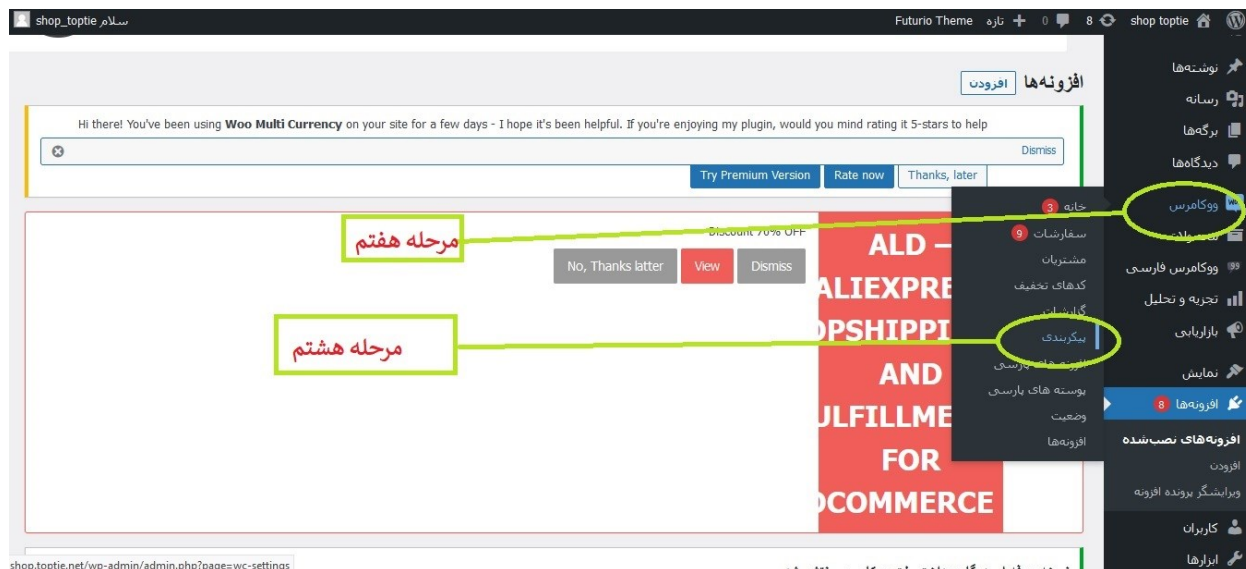 سلام shop_toptie
Futurio Theme
تازه
0
8
shop toptie
نوشته‌ها
رسانه
برگه‌ها
دیدگاه‌ها
ووکامرس
محصولات
ووکامرس فارسی
تجزیه و تحلیل
بازاریابی
نمایش
افزونه‌ها 8
افزونه‌های نصب‌شده
افزودن
ویرایشگر پرونده افزونه
کاربران
ابزارها
خانه 3
سفارشات 9
مشتریان
کدهای تخفیف
گزارشات
پیکربندی
افزونه های پارسی
پوسته های پارسی
وضعیت
افزونه‌ها
افزونه‌ها افزودن
Hi there! You've been using Woo Multi Currency on your site for a few days - I hope it's been helpful. If you're enjoying my plugin, would you mind rating it 5-stars to help
Dismiss
Try Premium Version Rate now Thanks, later
Discount 70% OFF
No, Thanks latter View Dismiss
ALD –
ALIEXPRE
OPSHIPPI
AND
ULFILLME
FOR
OCOMMERCE
مرحله هفتم
مرحله هشتم
shop.toptie.net/wp-admin/admin.php?page=wc-settings